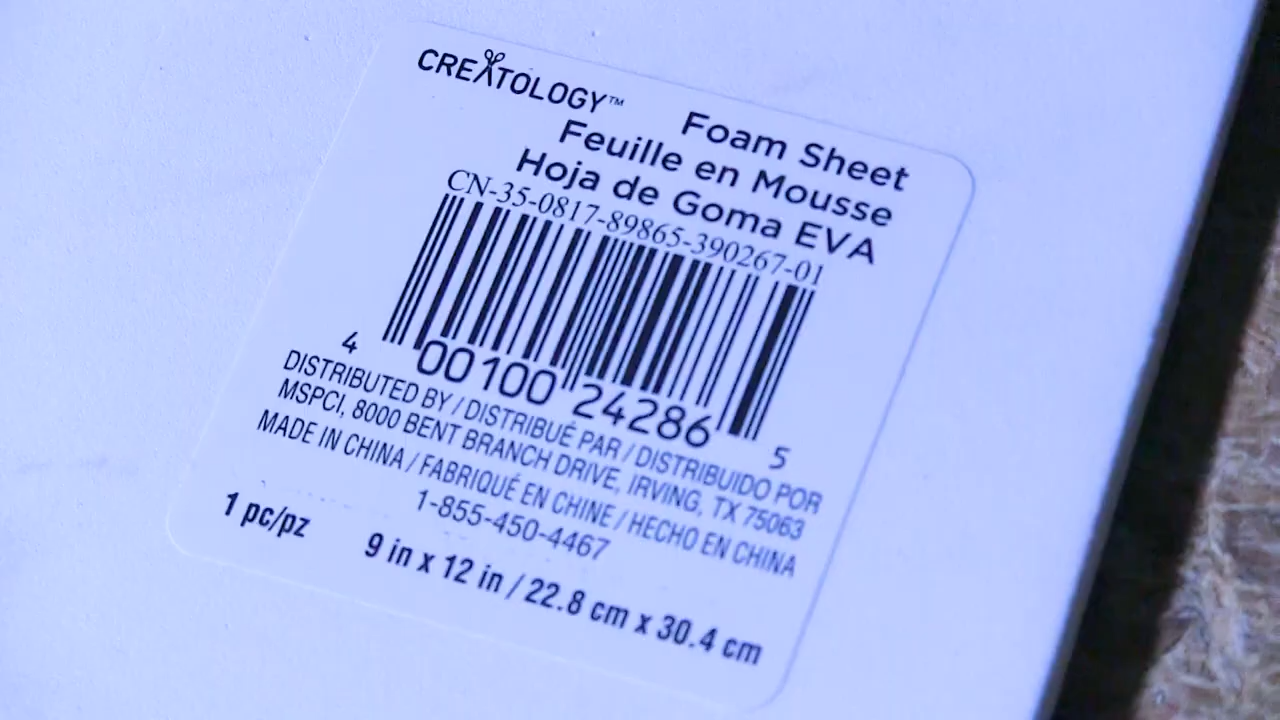 CREATOLOGY™
Foam Sheet
Feuille en Mousse
Hoja de Goma EVA
CN-35-0817-89865-390267-01
4 00100 24286 5
DISTRIBUTED BY / DISTRIBUÉ PAR / DISTRIBUIDO POR
MSPCI, 8000 BENT BRANCH DRIVE, IRVING, TX 75063
MADE IN CHINA / FABRIQUÉ EN CHINE / HECHO EN CHINA
1-855-450-4467
1 pc/pz
9 in x 12 in / 22.8 cm x 30.4 cm